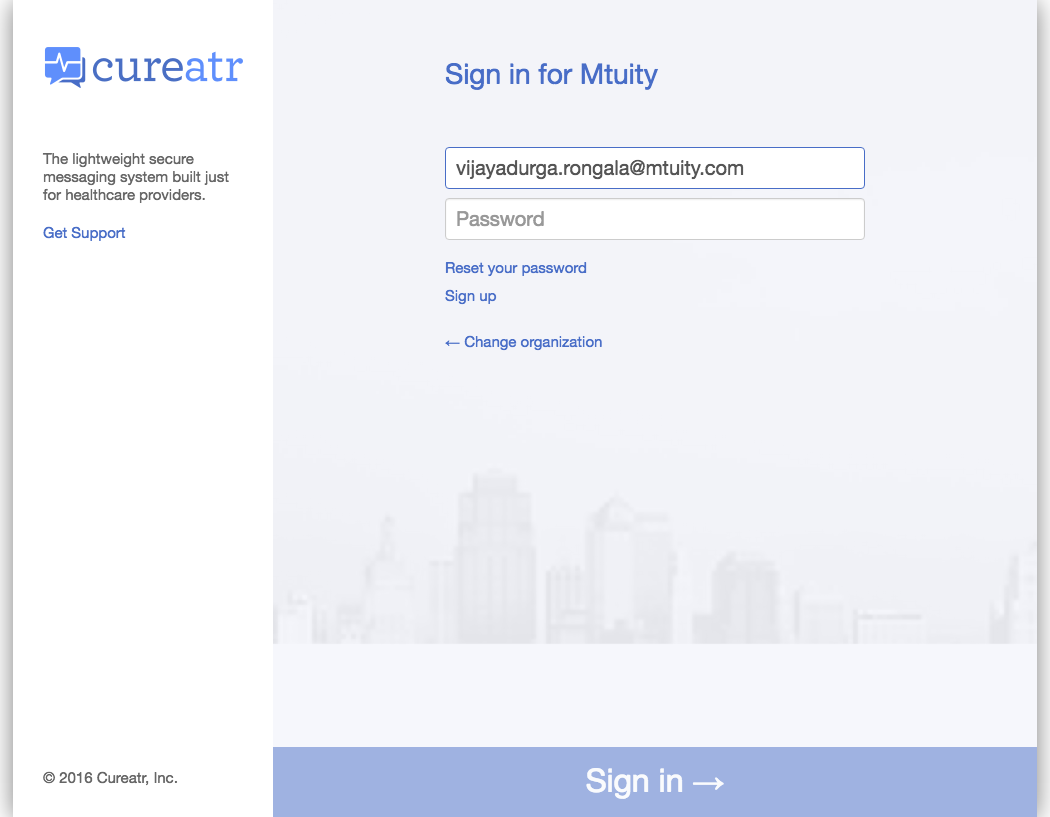 cureatr
The lightweight secure
messaging system built just
for healthcare providers.
Get Support
Sign in for Mtuity
vijayadurga.rongala@mtuity.com
Password
Reset your password
Sign up
← Change organization
© 2016 Cureatr, Inc.
Sign in →